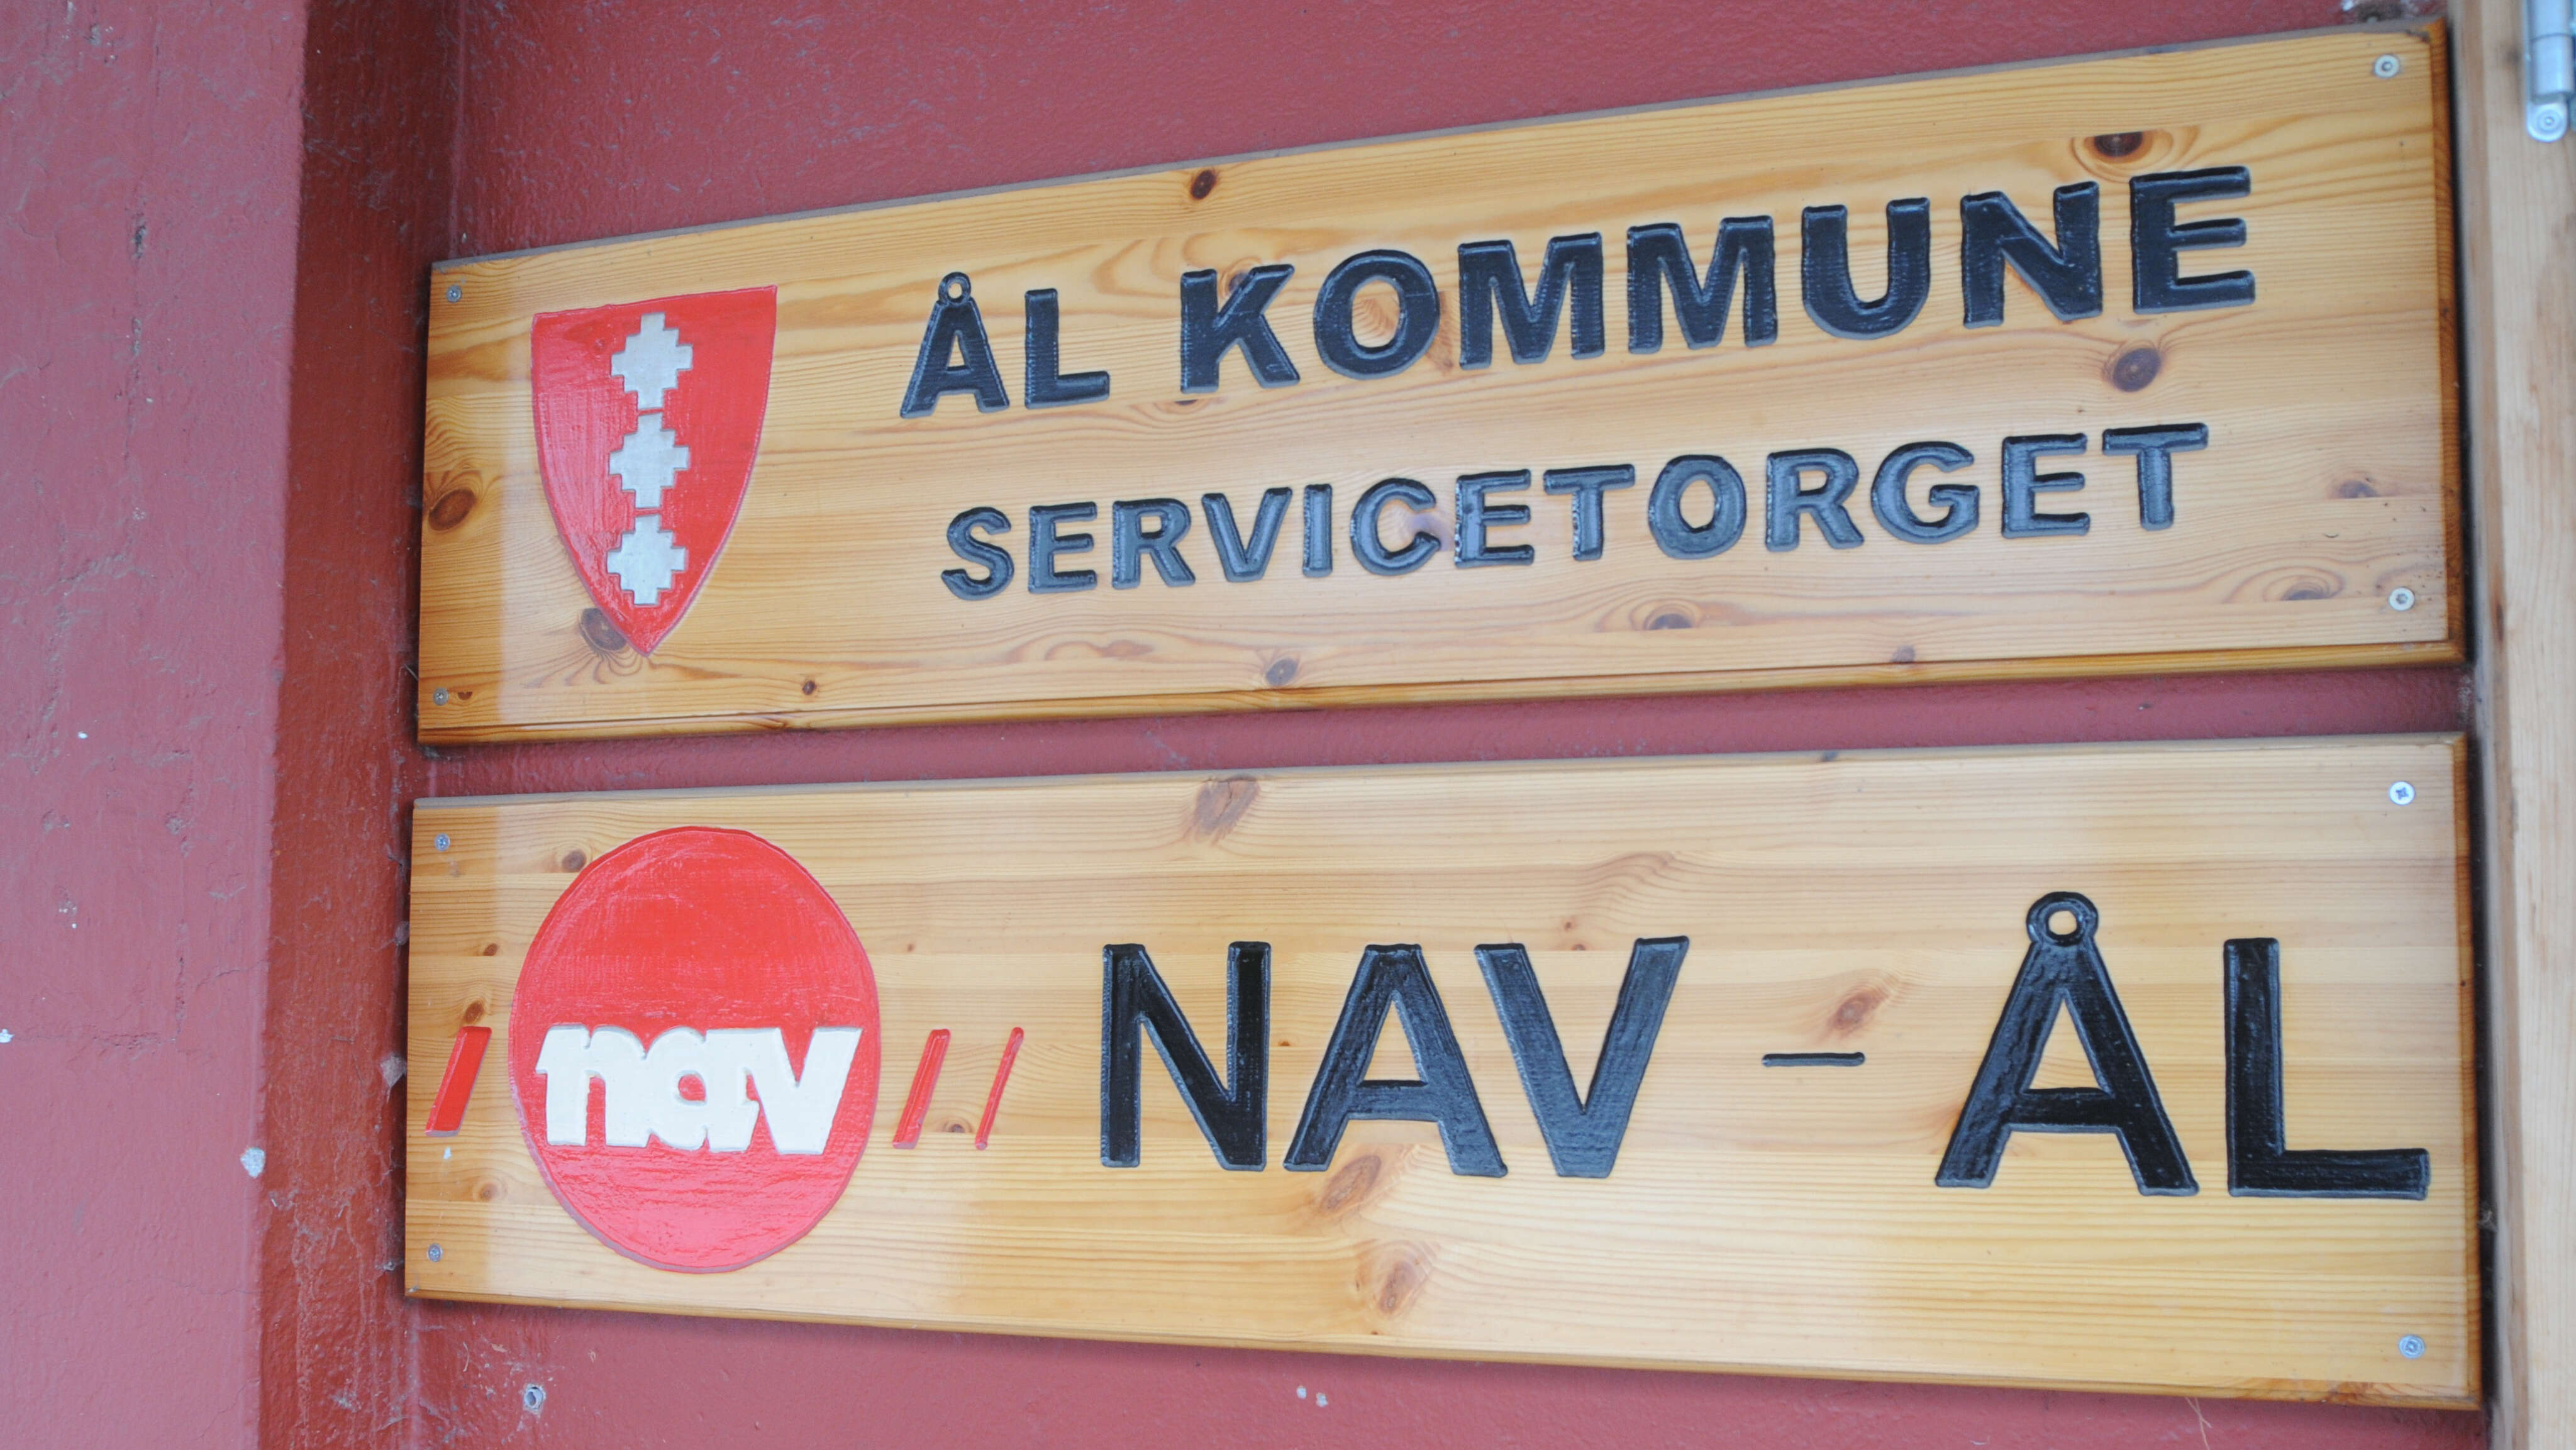 ÅL KOMMUNE
SERVICETORGET
nav
NAV - ÅL